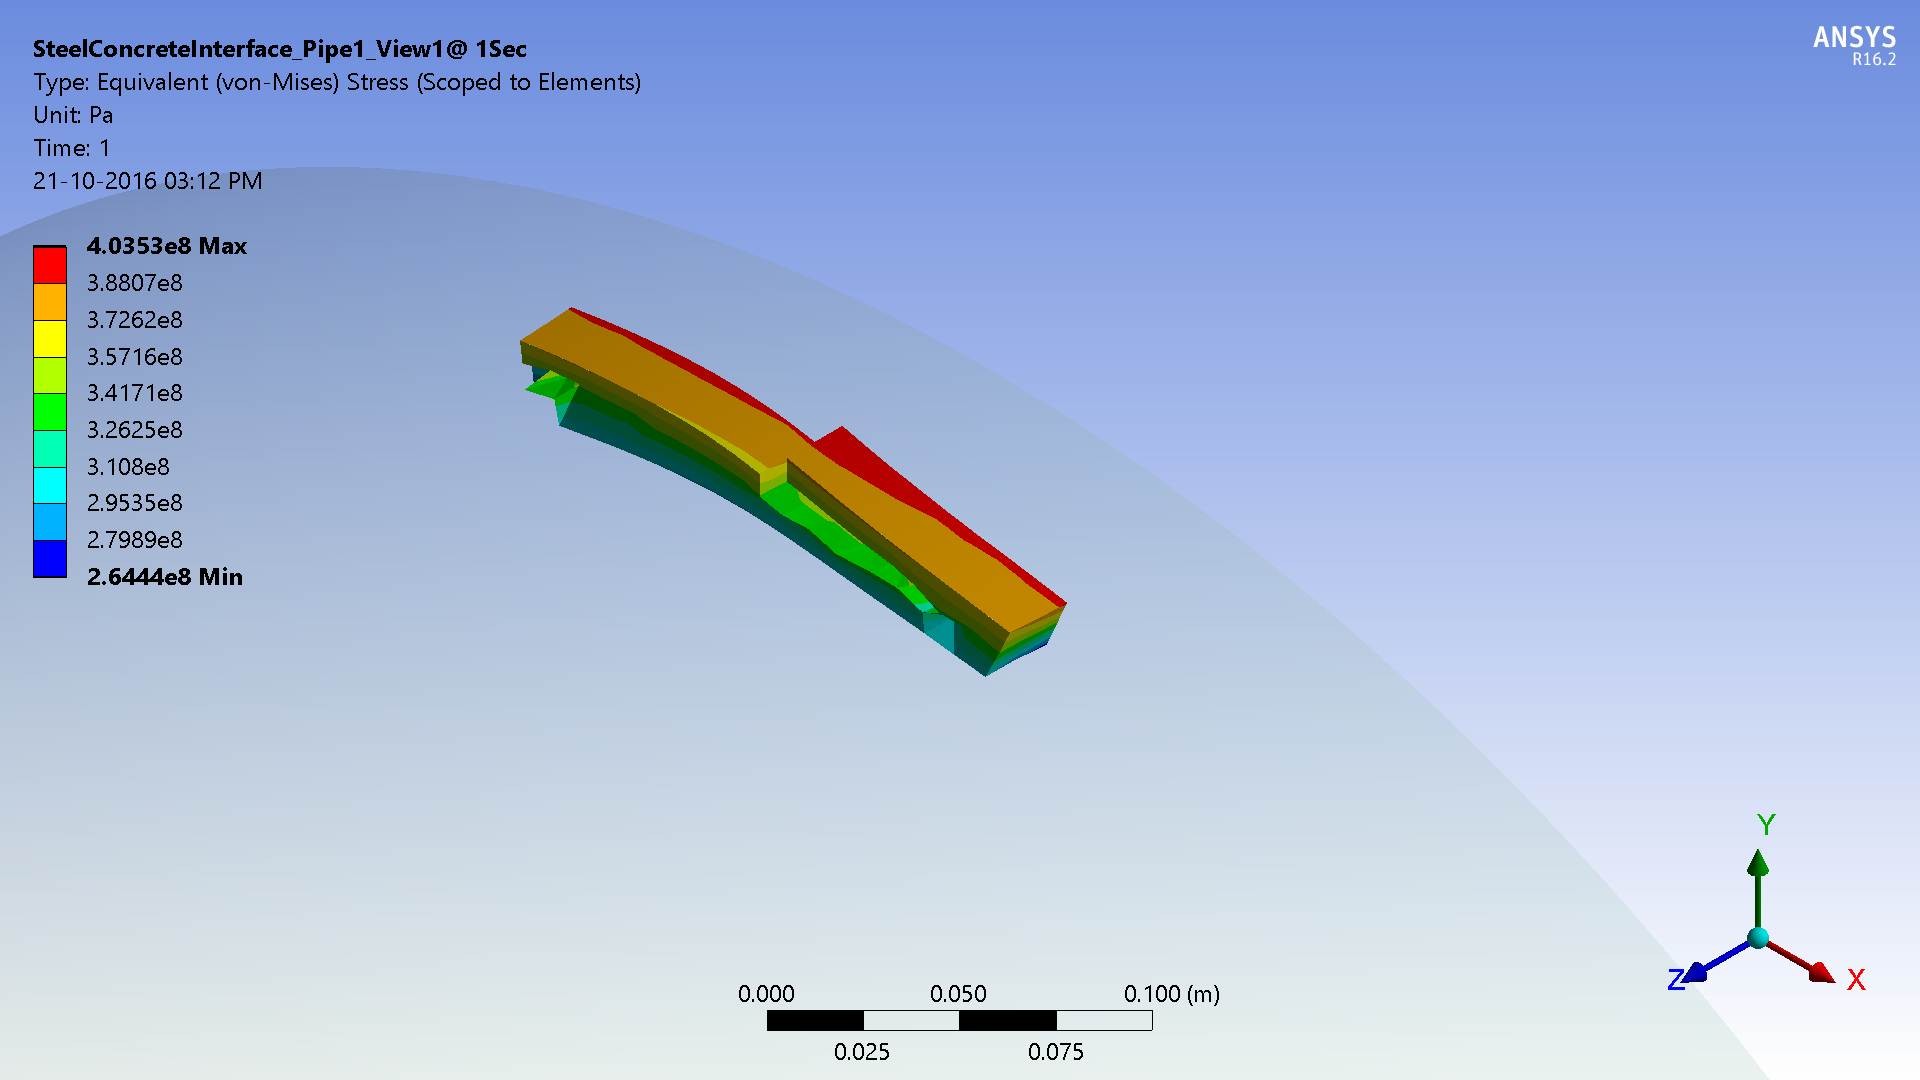 SteelConcreteInterface_Pipe1_View1@ 1Sec
Type: Equivalent (von-Mises) Stress (Scoped to Elements)
Unit: Pa
Time: 1
21-10-2016 03:12 PM
ANSYS
R16.2
4.0353e8 Max
3.8807e8
3.7262e8
3.5716e8
3.4171e8
3.2625e8
3.108e8
2.9535e8
2.7989e8
2.6444e8 Min
Y
Z
X
0.000 0.050 0.100 (m)
0.025 0.075